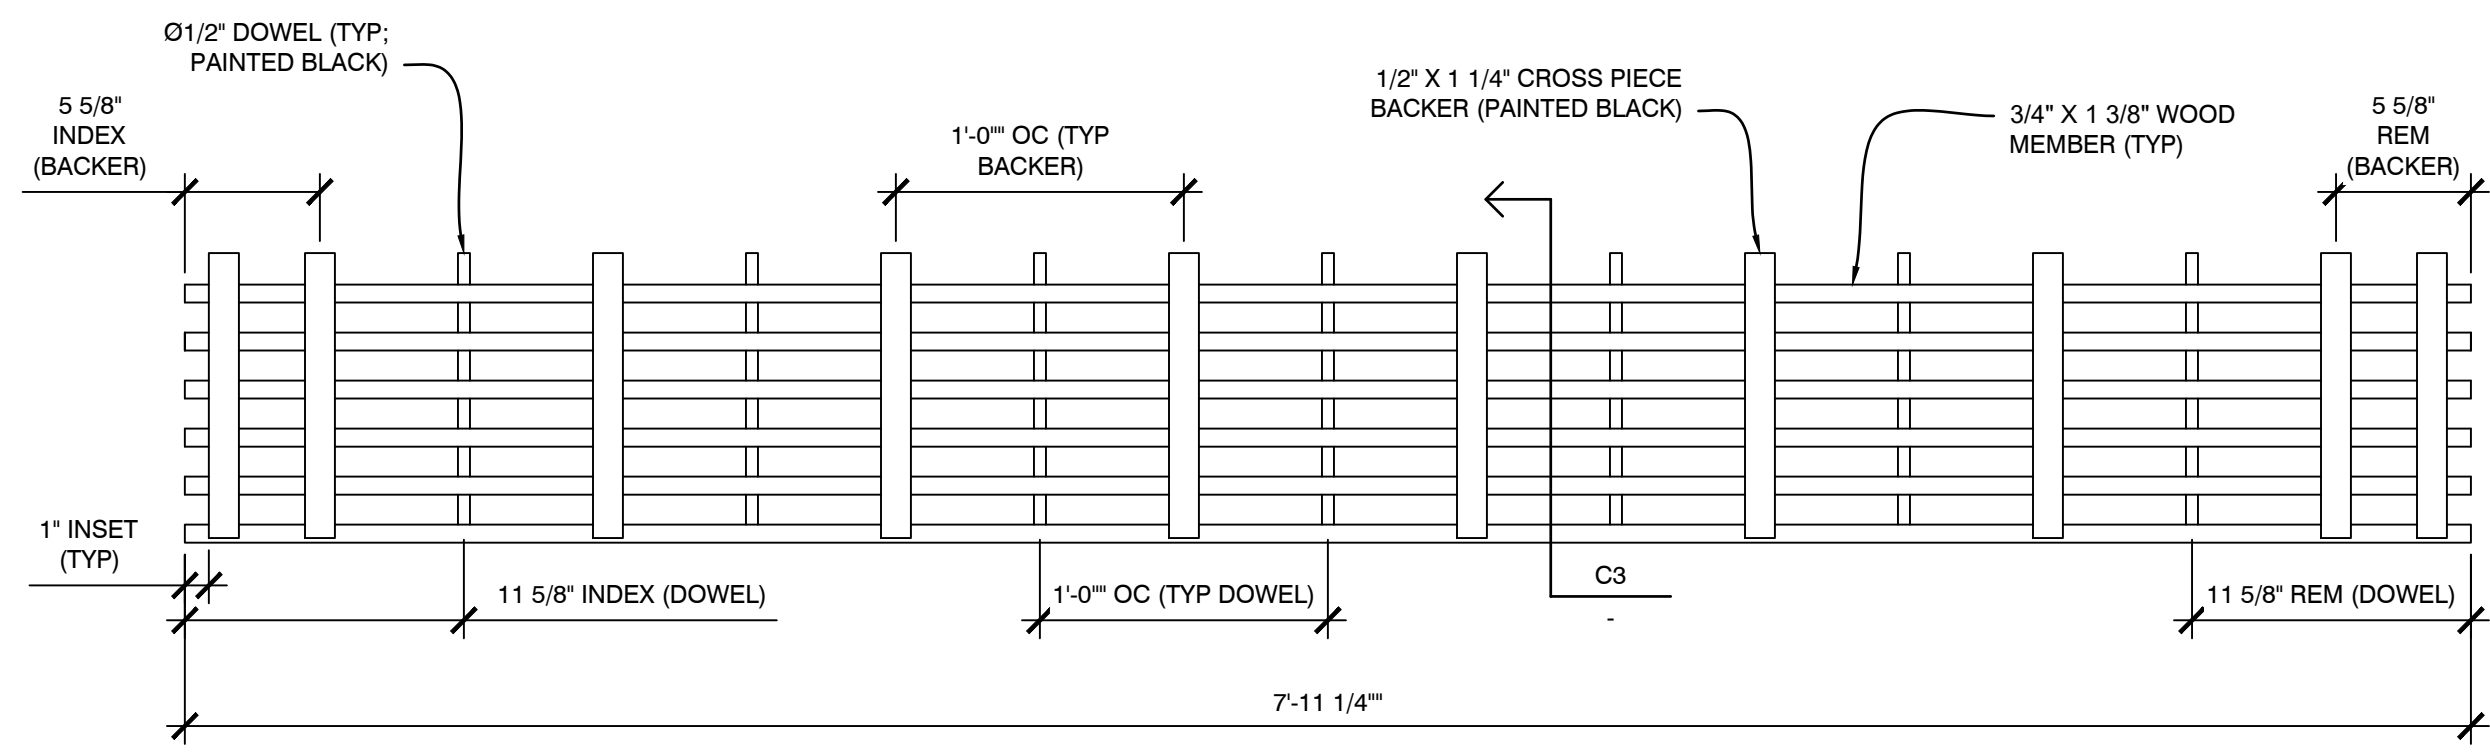 Ø1/2" DOWEL (TYP;
PAINTED BLACK)
5 5/8"
INDEX
(BACKER)
1'-0"" OC (TYP
BACKER)
1/2" X 1 1/4" CROSS PIECE
BACKER (PAINTED BLACK)
3/4" X 1 3/8" WOOD
MEMBER (TYP)
5 5/8"
REM
(BACKER)
1" INSET
(TYP)
11 5/8" INDEX (DOWEL)
1'-0"" OC (TYP DOWEL)
C3
-
11 5/8" REM (DOWEL)
7'-11 1/4""